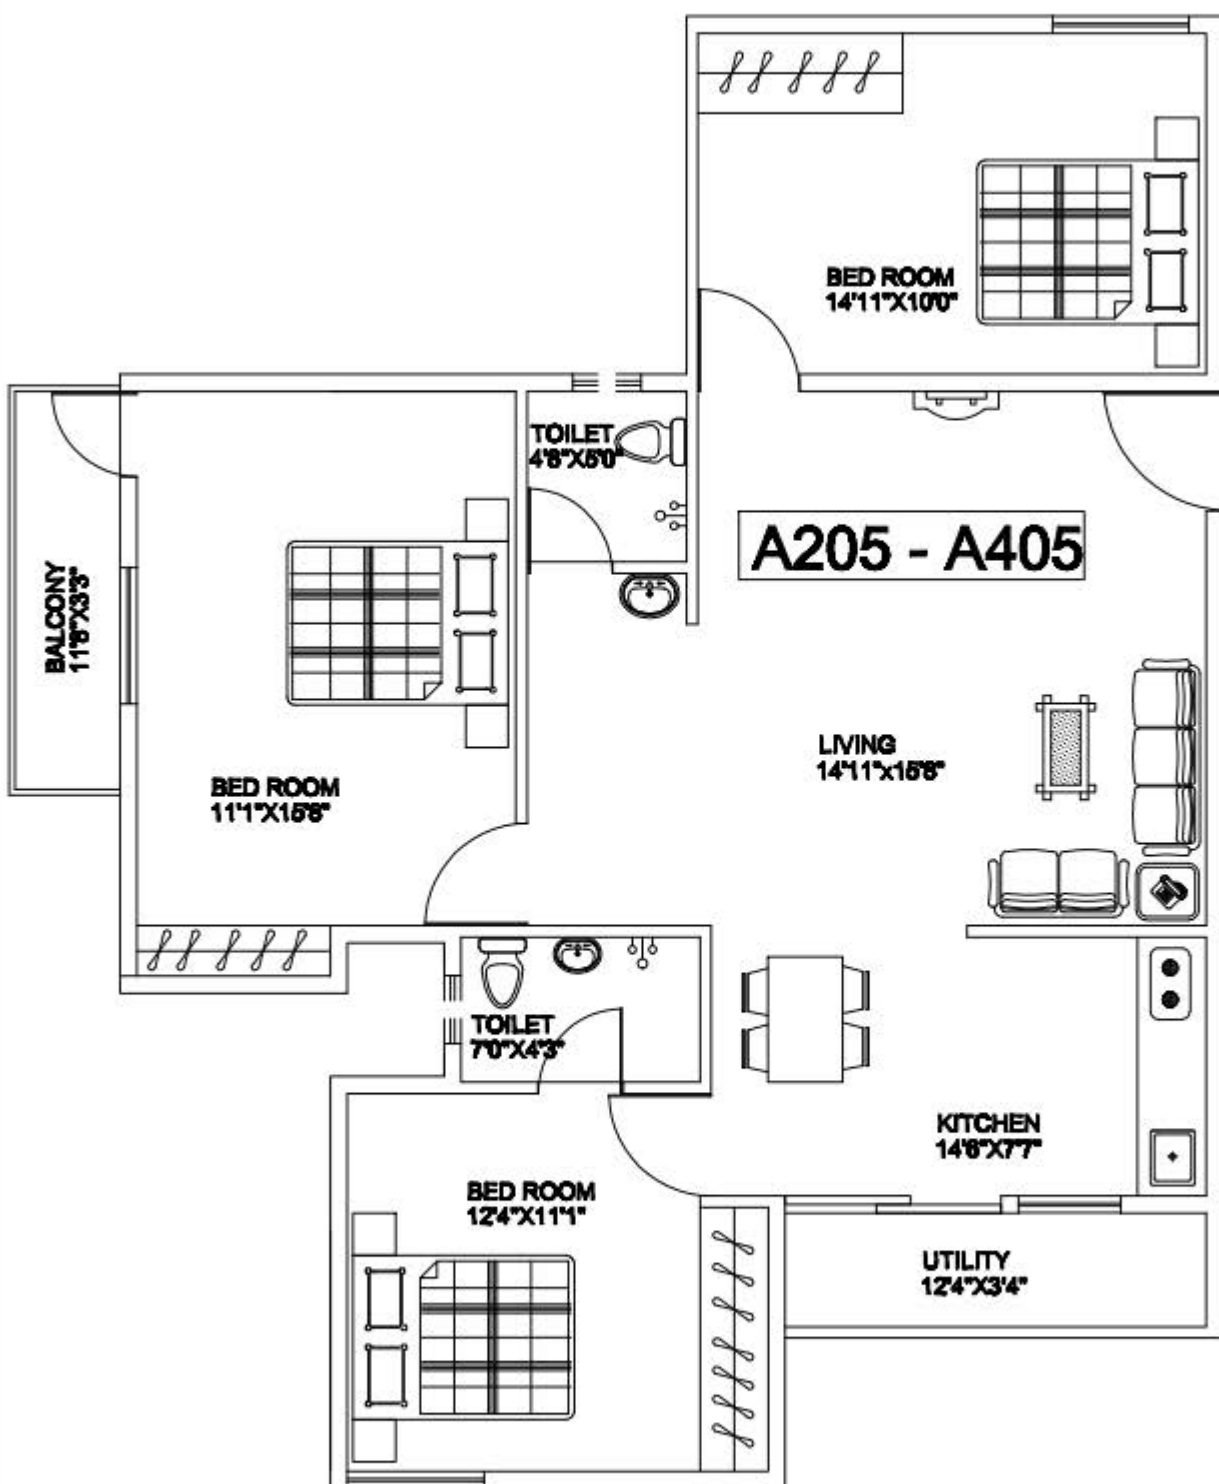 BED ROOM
14'11"X10'0"
TOILET
4'8"X5'0"
A205 - A405
BALCONY
11'8"X3'3"
LIVING
14'11"x15'8"
BED ROOM
11'1"X15'8"
TOILET
7'0"X4'3"
KITCHEN
14'6"X7'7"
BED ROOM
12'4"X11'1"
UTILITY
12'4"X3'4"